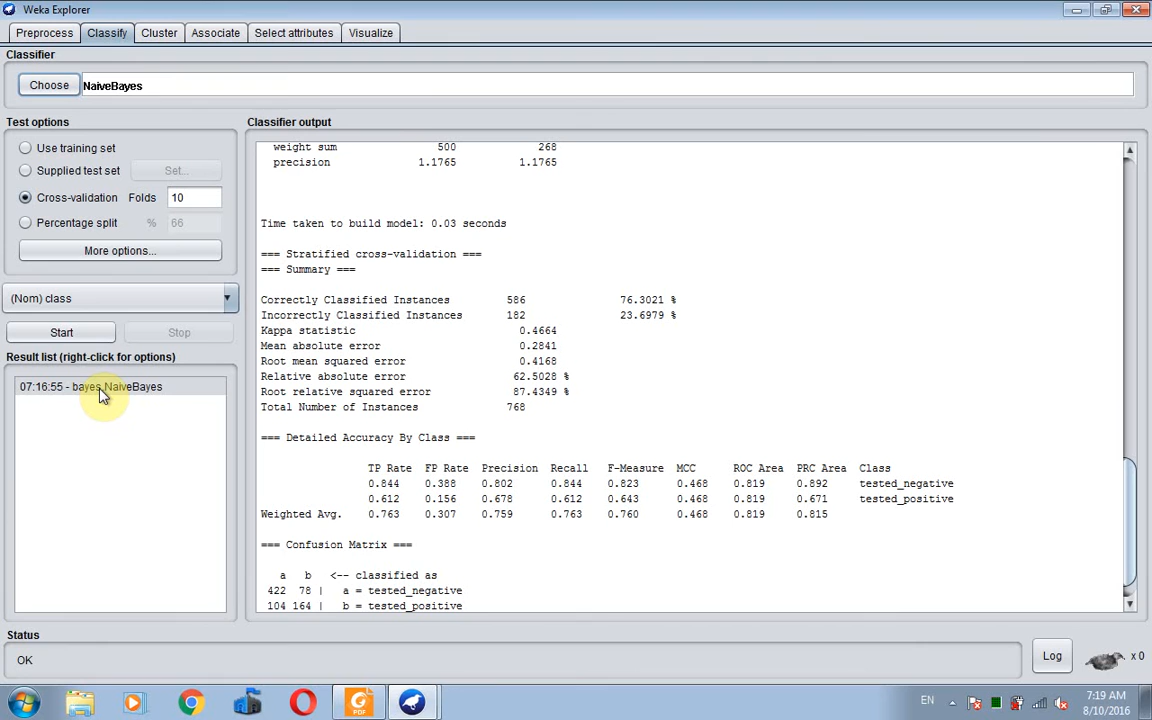 Weka Explorer
Preprocess Classify Cluster Associate Select attributes Visualize
Classifier
Choose NaiveBayes
Test options
Use training set
Supplied test set Set...
Cross-validation Folds 10
Percentage split % 66
More options...
(Nom) class
Start Stop
Result list (right-click for options)
07:16:55 - bayes.NaiveBayes
Classifier output
weight sum 500 268
precision 1.1765 1.1765
Time taken to build model: 0.03 seconds
=== Stratified cross-validation ===
=== Summary ===
Correctly Classified Instances 586 76.3021 %
Incorrectly Classified Instances 182 23.6979 %
Kappa statistic 0.4664
Mean absolute error 0.2841
Root mean squared error 0.4168
Relative absolute error 62.5028 %
Root relative squared error 87.4349 %
Total Number of Instances 768
=== Detailed Accuracy By Class ===
TP Rate FP Rate Precision Recall F-Measure MCC ROC Area PRC Area Class
0.844 0.388 0.802 0.844 0.823 0.468 0.819 0.892 tested_negative
0.612 0.156 0.678 0.612 0.643 0.468 0.819 0.671 tested_positive
Weighted Avg. 0.763 0.307 0.759 0.763 0.760 0.468 0.819 0.815
=== Confusion Matrix ===
a b <-- classified as
422 78 | a = tested_negative
104 164 | b = tested_positive
Status
OK
Log x 0
PDF
EN
7:19 AM
8/10/2016